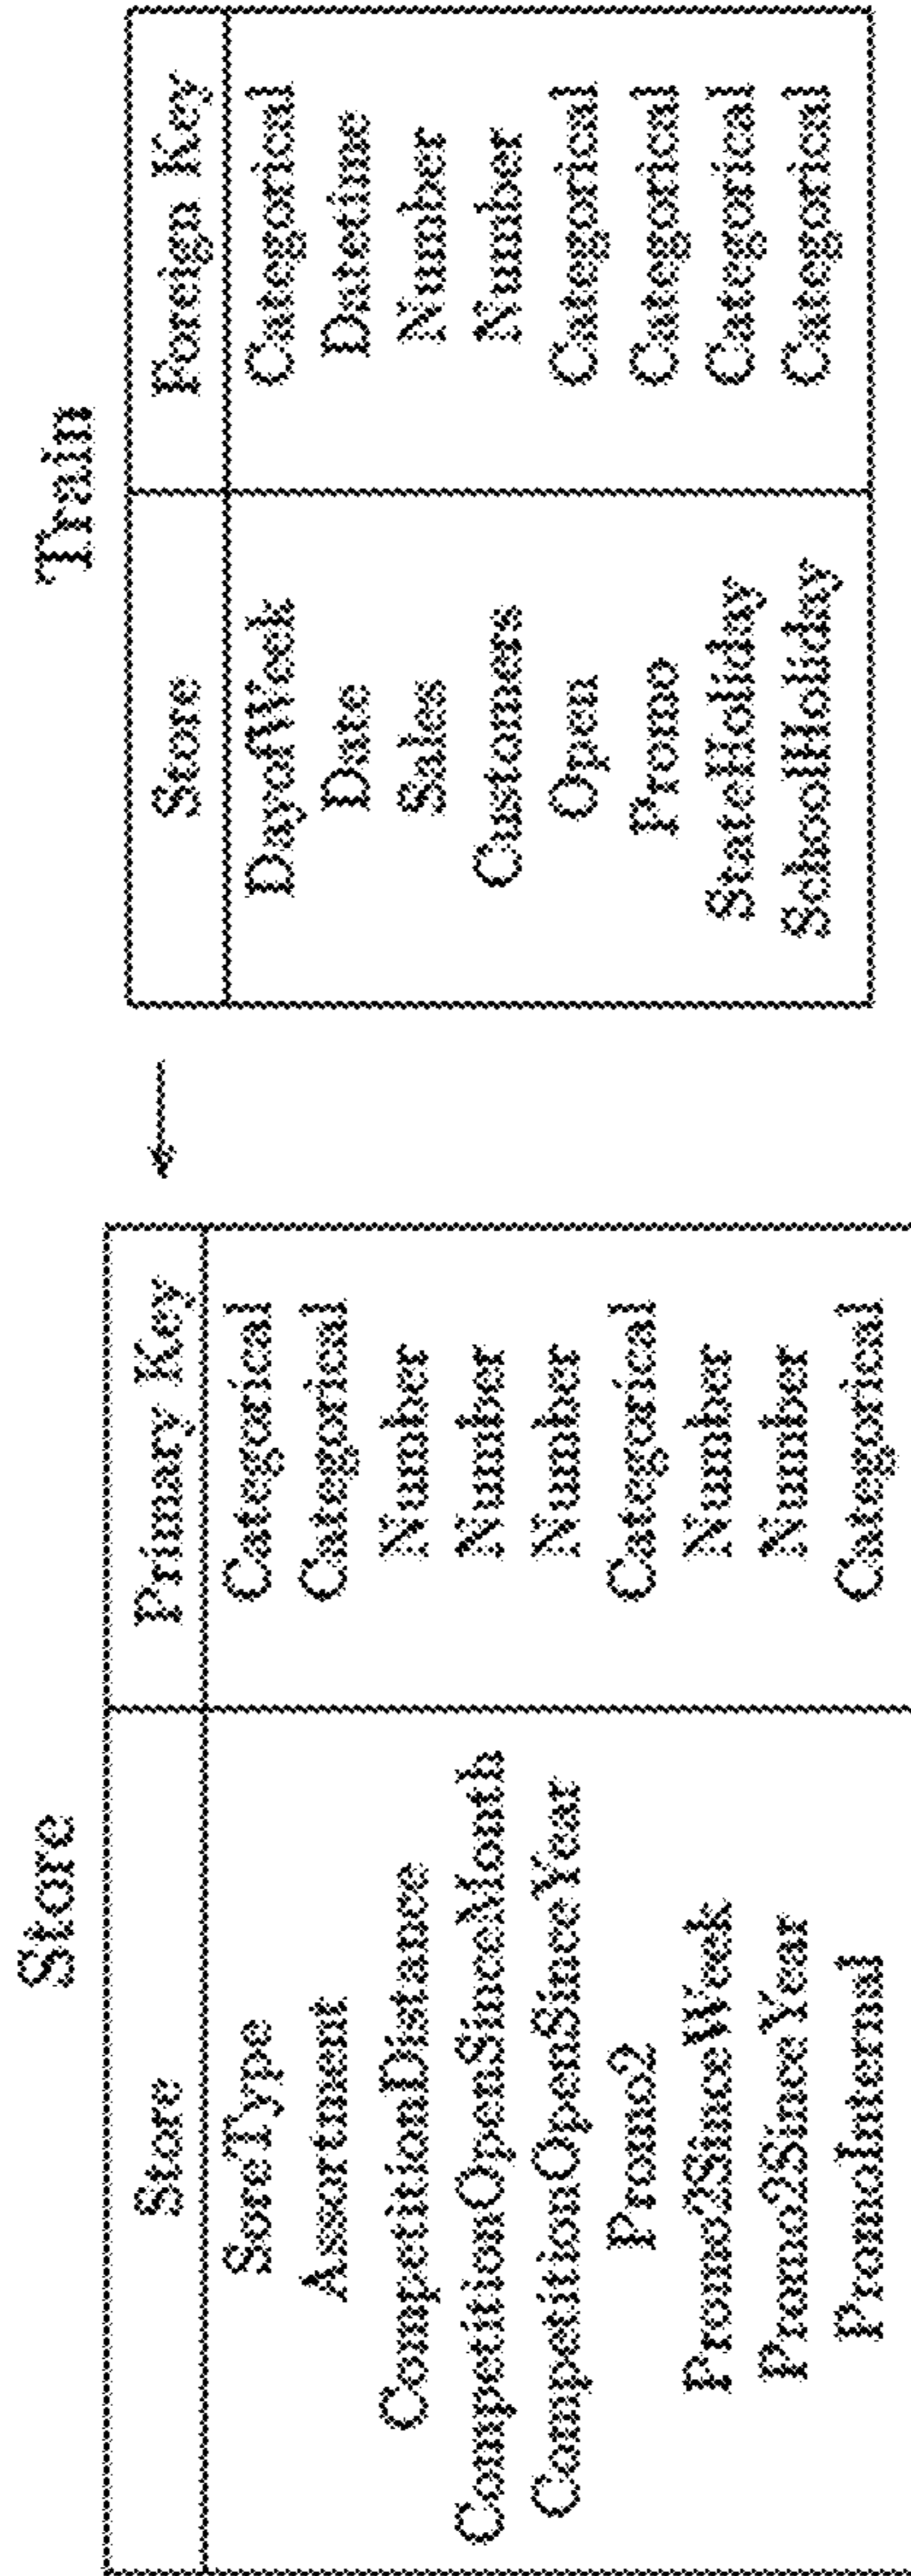 Store
Store Primary Key
SoreType Categorical
Assortment Categorical
CompetitionDistance Number
CompetitionOpenSinceMonth Number
CompetitionOpenSinceYear Number
Promo2 Categorical
Promo2SinceWeek Number
Promo2SinceYear Number
PromoInternal Categorical
Train
Store Foreign Key
DayofWeek Categorical
Date Datetime
Sales Number
Customers Number
Open Categorical
Promo Categorical
StateHoliday Categorical
SchoolHoliday Categorical